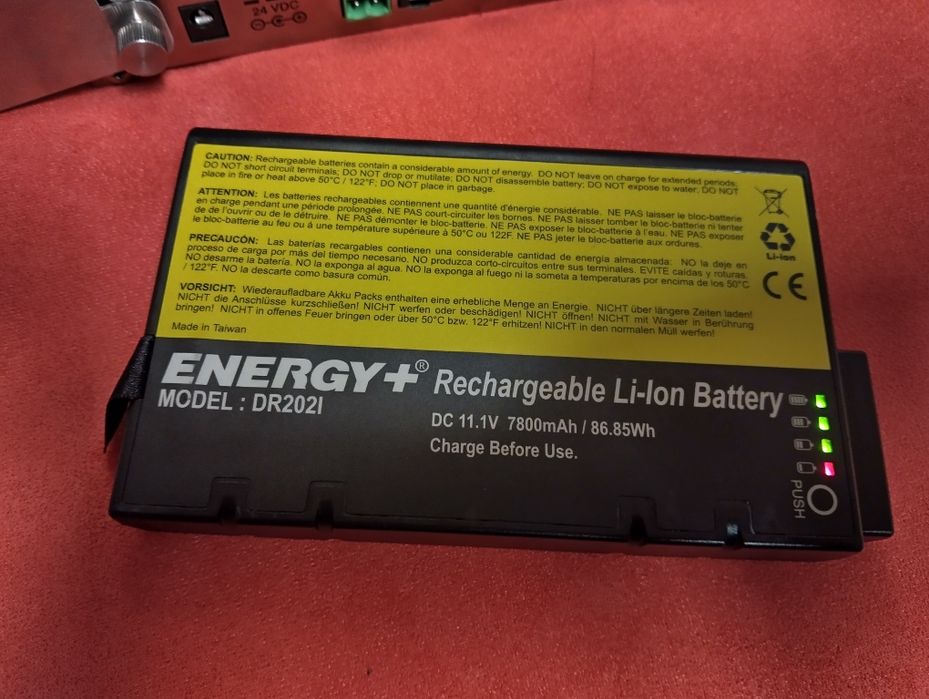 24 VDC
CAUTION: Rechargeable batteries contain a considerable amount of energy. DO NOT leave on charge for extended periods;
DO NOT short circuit terminals; DO NOT drop or mutilate; DO NOT disassemble battery; DO NOT expose to water; DO NOT
place in fire or heat above 50°C / 122°F; DO NOT place in garbage.
ATTENTION: Les batteries rechargeables contiennent une quantité d'énergie considérable. NE PAS laisser le bloc-batterie
en charge pendant une période prolongée. NE PAS court-circuiter les bornes. NE PAS laisser tomber le bloc-batterie ni tenter
de de l'ouvrir ou de le détruire. NE PAS démonter le bloc-batterie. NE PAS exposer le bloc-batterie à l'eau. NE PAS exposer
le bloc-batterie au feu ou à une température supérieure à 50°C ou 122F. NE PAS jeter le bloc-batterie aux ordures.
PRECAUCÓN: Las baterías recargables contienen una considerable cantidad de energía almacenada: NO la deje en
proceso de carga por más del tiempo necesario. NO produzca corto-circuitos entre sus terminales. EVITE caídas y roturas.
NO desarme la batería. NO la exponga al agua. NO la exponga al fuego ni la someta a temperaturas por encima de los 50°C
/ 122°F. NO la descarte como basura común.
VORSICHT: Wiederaufladbare Akku Packs enthalten eine erhebliche Menge an Energie. NICHT über längere Zeiten laden!
NICHT die Anschlüsse kurzschließen! NICHT werfen oder beschädigen! NICHT öffnen! NICHT mit Wasser in Berührung
bringen! NICHT in offenes Feuer bringen oder über 50°C bzw. 122°F erhitzen! NICHT in den normalen Müll werfen!
Made in Taiwan
Li-Ion
CE
ENERGY+® Rechargeable Li-Ion Battery
MODEL : DR202I
DC 11.1V 7800mAh / 86.85Wh
Charge Before Use.
PUSH